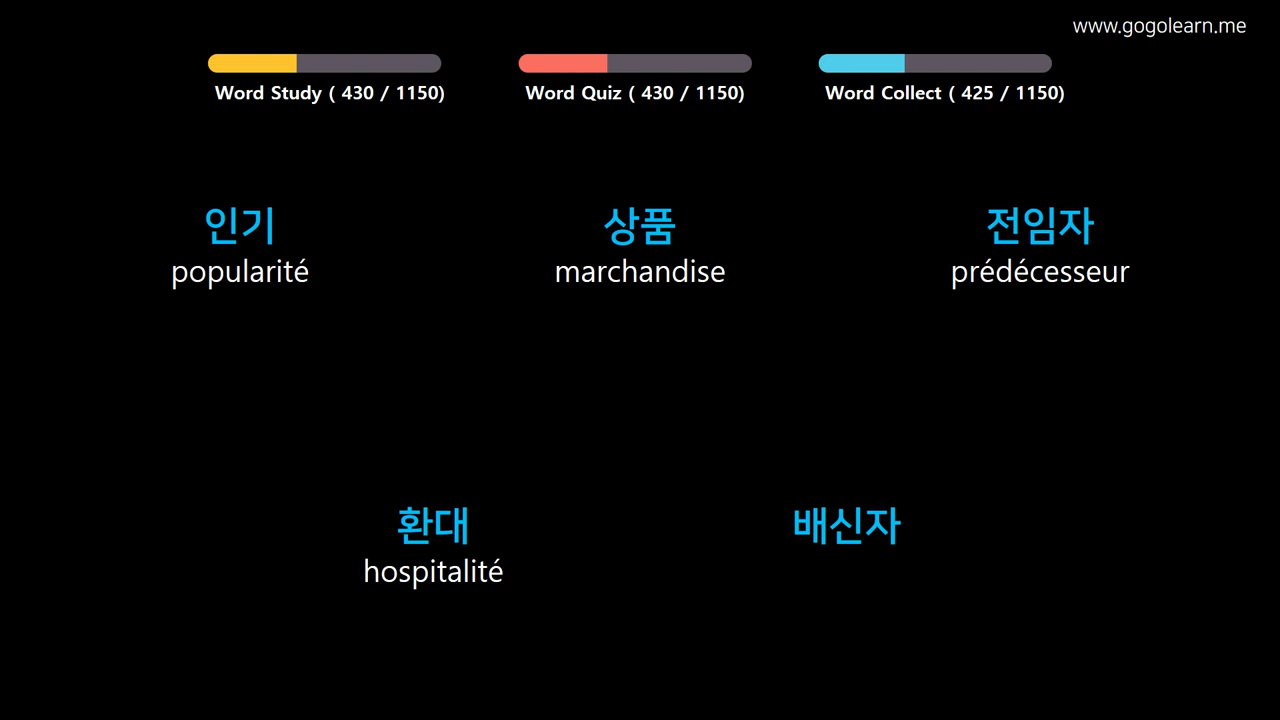 www.gogolearn.me
Word Study ( 430 / 1150)
Word Quiz ( 430 / 1150)
Word Collect ( 425 / 1150)
인기
popularité
상품
marchandise
전임자
prédécesseur
환대
hospitalité
배신자